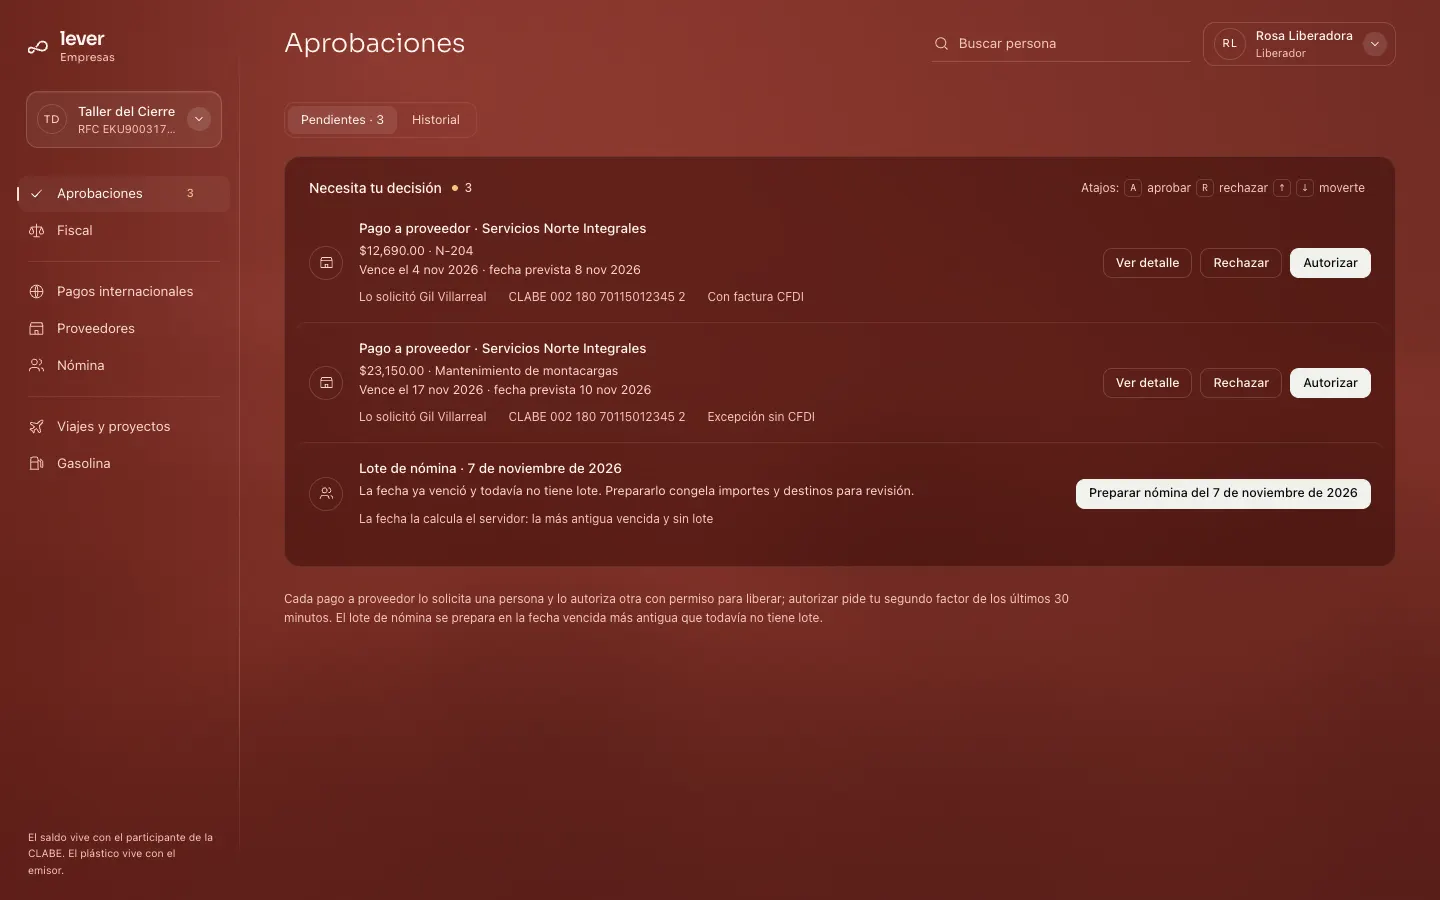 lever
Empresas
TD
Taller del Cierre
RFC EKU900317...
Aprobaciones 3
Fiscal
Pagos internacionales
Proveedores
Nómina
Viajes y proyectos
Gasolina
El saldo vive con el participante de la
CLABE. El plástico vive con el
emisor.
Aprobaciones
Buscar persona
RL
Rosa Liberadora
Liberador
Pendientes · 3 Historial
Necesita tu decisión 3
Atajos: A aprobar R rechazar ↑ ↓ moverte
Pago a proveedor · Servicios Norte Integrales
$12,690.00 · N-204
Vence el 4 nov 2026 · fecha prevista 8 nov 2026
Lo solicitó Gil Villarreal CLABE 002 180 70115012345 2 Con factura CFDI
Ver detalle Rechazar Autorizar
Pago a proveedor · Servicios Norte Integrales
$23,150.00 · Mantenimiento de montacargas
Vence el 17 nov 2026 · fecha prevista 10 nov 2026
Lo solicitó Gil Villarreal CLABE 002 180 70115012345 2 Excepción sin CFDI
Ver detalle Rechazar Autorizar
Lote de nómina · 7 de noviembre de 2026
La fecha ya venció y todavía no tiene lote. Prepararlo congela importes y destinos para revisión.
La fecha la calcula el servidor: la más antigua vencida y sin lote
Preparar nómina del 7 de noviembre de 2026
Cada pago a proveedor lo solicita una persona y lo autoriza otra con permiso para liberar; autorizar pide tu segundo factor de los últimos 30
minutos. El lote de nómina se prepara en la fecha vencida más antigua que todavía no tiene lote.